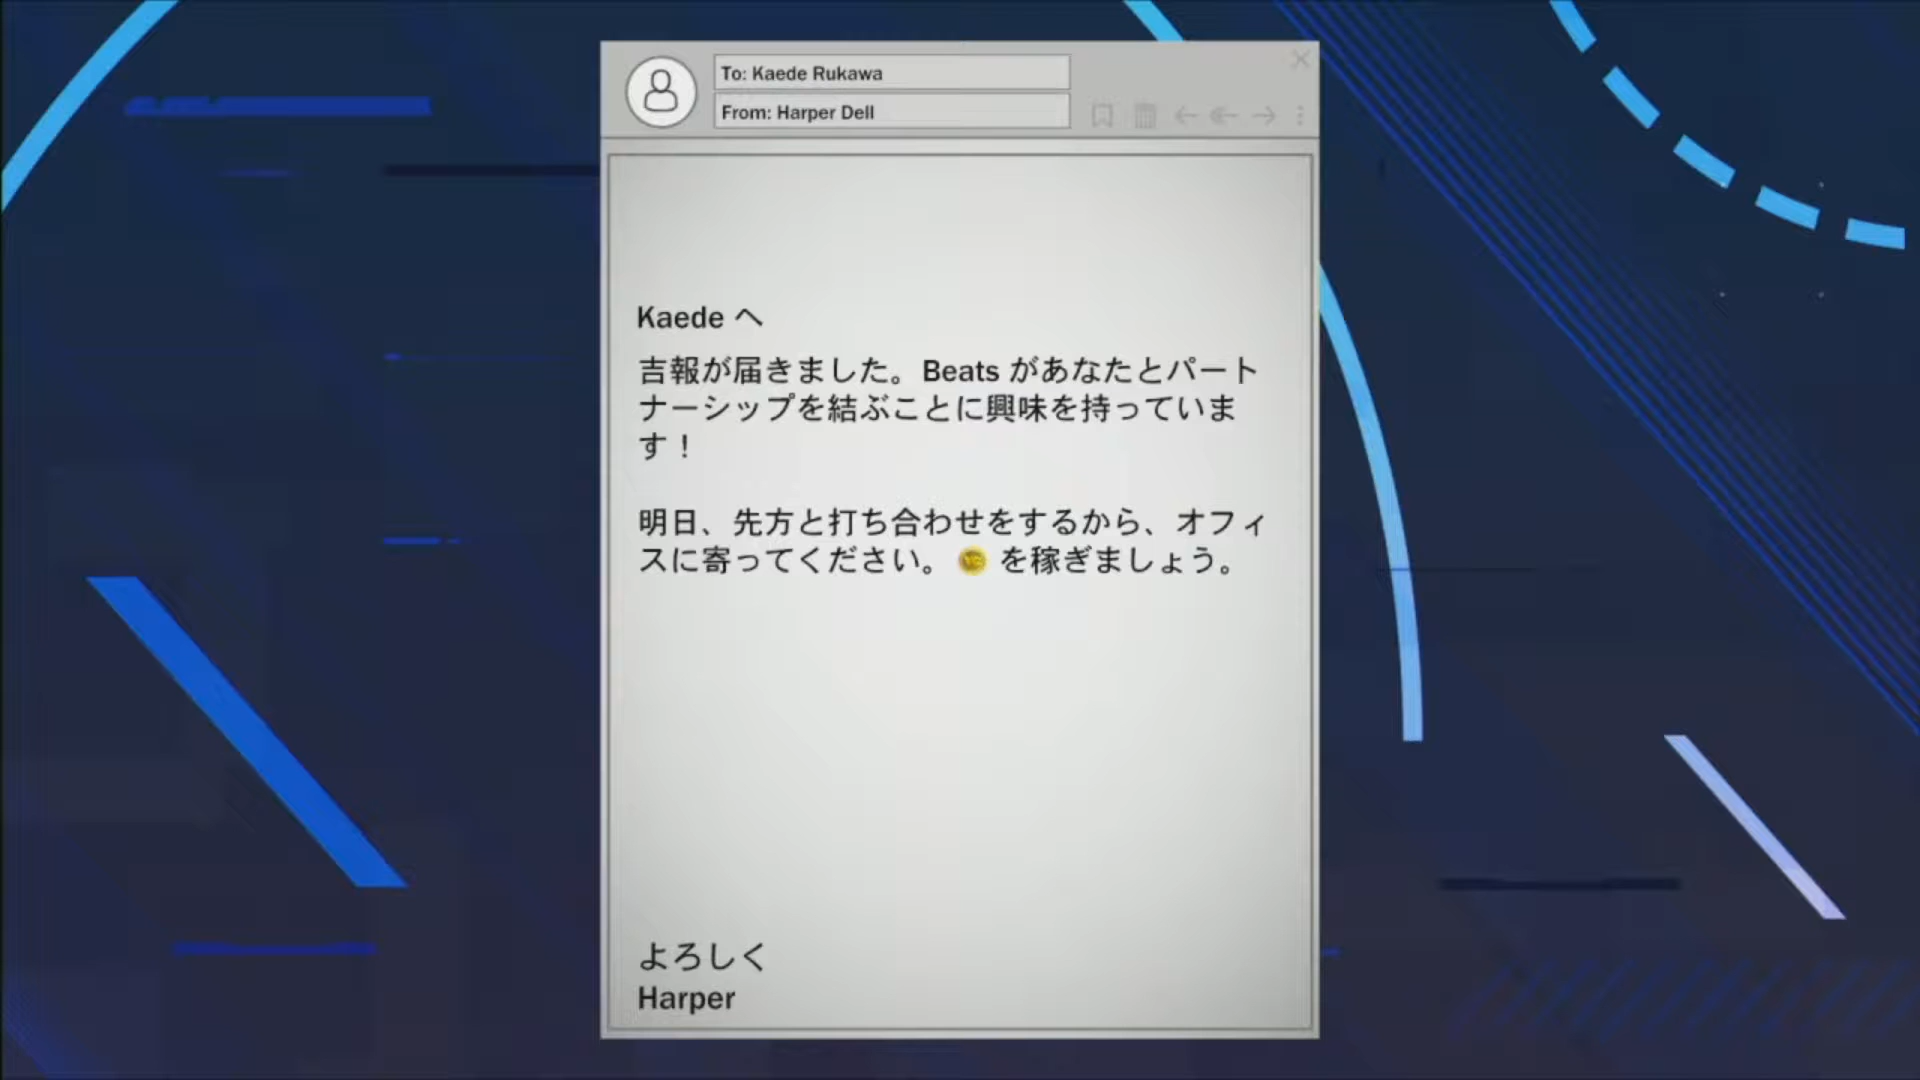 To: Kaede Rukawa
From: Harper Dell
Kaede へ
吉報が届きました。Beats があなたとパート
ナーシップを結ぶことに興味を持っていま
す！
明日、先方と打ち合わせをするから、オフィ
スに寄ってください。 VC を稼ぎましょう。
よろしく
Harper